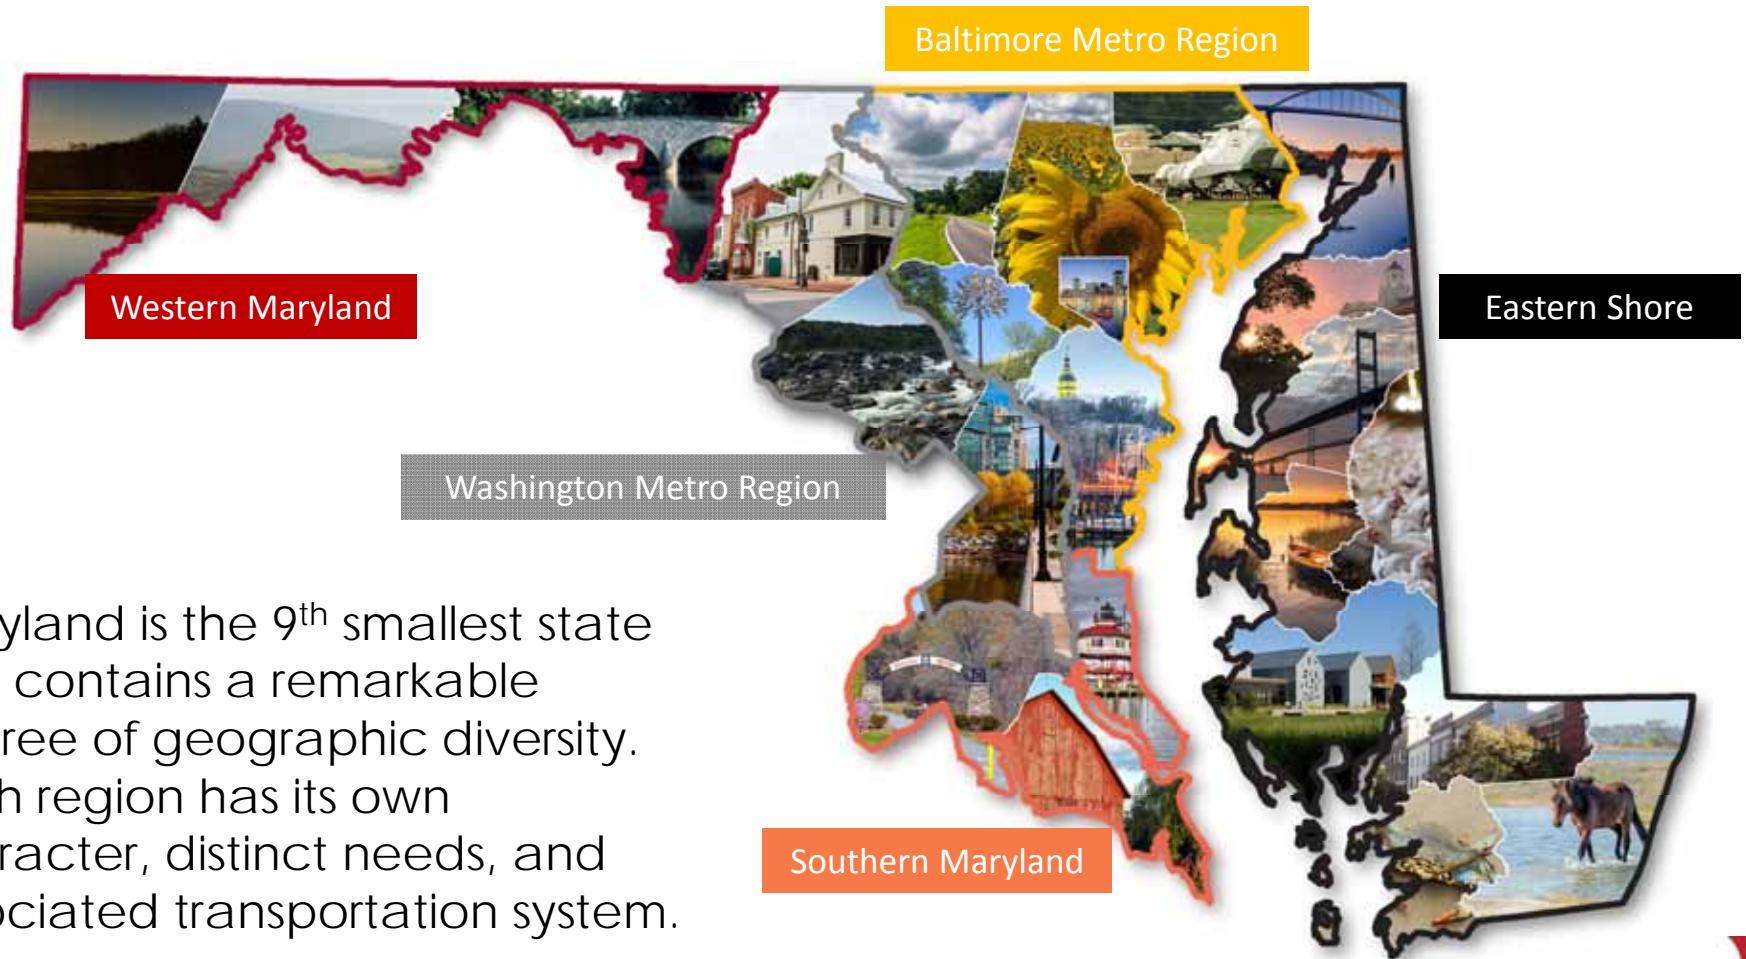 Baltimore Metro Region
Western Maryland
Eastern Shore
Washington Metro Region
yland is the 9th smallest state
contains a remarkable
ree of geographic diversity.
h region has its own
racter, distinct needs, and
ociated transportation system.
Southern Maryland